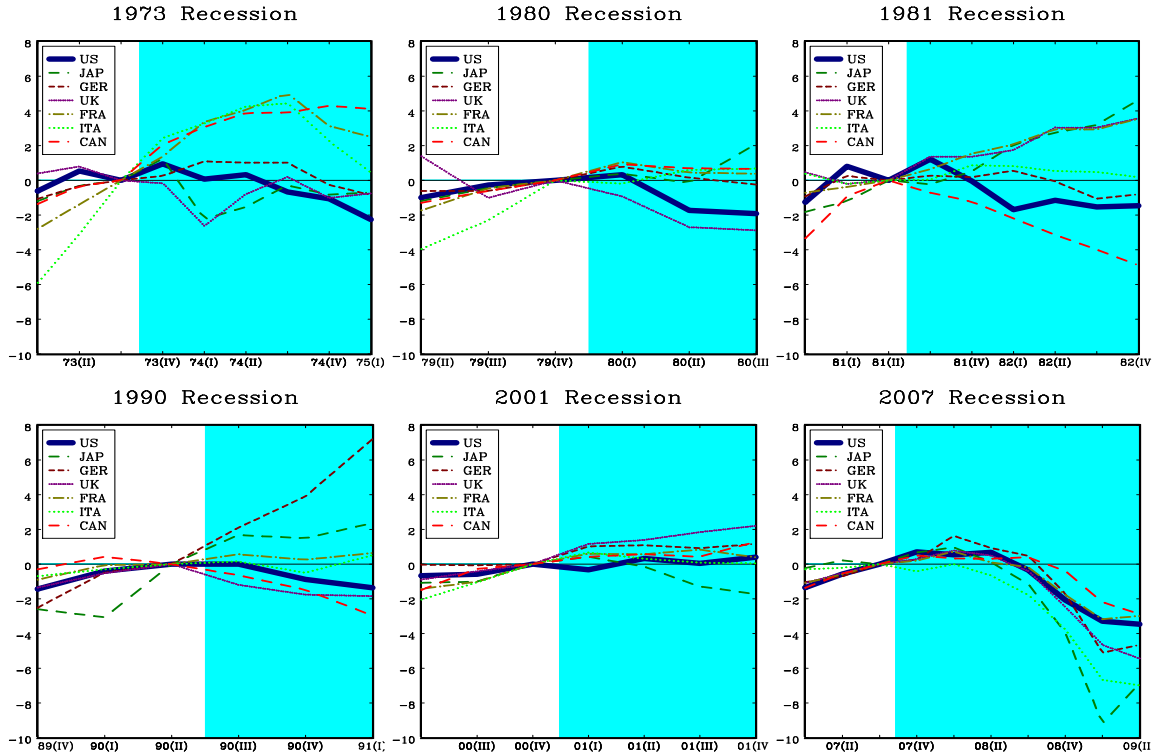 1973 Recession
8
6
4
2
0
−2
−4
−6
−8
−10
US
JAP
GER
UK
FRA
ITA
CAN
73(II) 73(IV) 74(I) 74(II) 74(IV) 75(I)
1980 Recession
8
6
4
2
0
−2
−4
−6
−8
−10
US
JAP
GER
UK
FRA
ITA
CAN
79(II) 79(III) 79(IV) 80(I) 80(II) 80(III
1981 Recession
8
6
4
2
0
−2
−4
−6
−8
−10
US
JAP
GER
UK
FRA
ITA
CAN
81(I) 81(II) 81(IV) 82(I) 82(II) 82(IV
1990 Recession
8
6
4
2
0
−2
−4
−6
−8
−10
US
JAP
GER
UK
FRA
ITA
CAN
89(IV) 90(I) 90(II) 90(III) 90(IV) 91(I)
2001 Recession
8
6
4
2
0
−2
−4
−6
−8
−10
US
JAP
GER
UK
FRA
ITA
CAN
00(III) 00(IV) 01(I) 01(II) 01(III) 01(IV
2007 Recession
8
6
4
2
0
−2
−4
−6
−8
−10
US
JAP
GER
UK
FRA
ITA
CAN
07(II) 07(IV) 08(II) 08(IV) 09(II